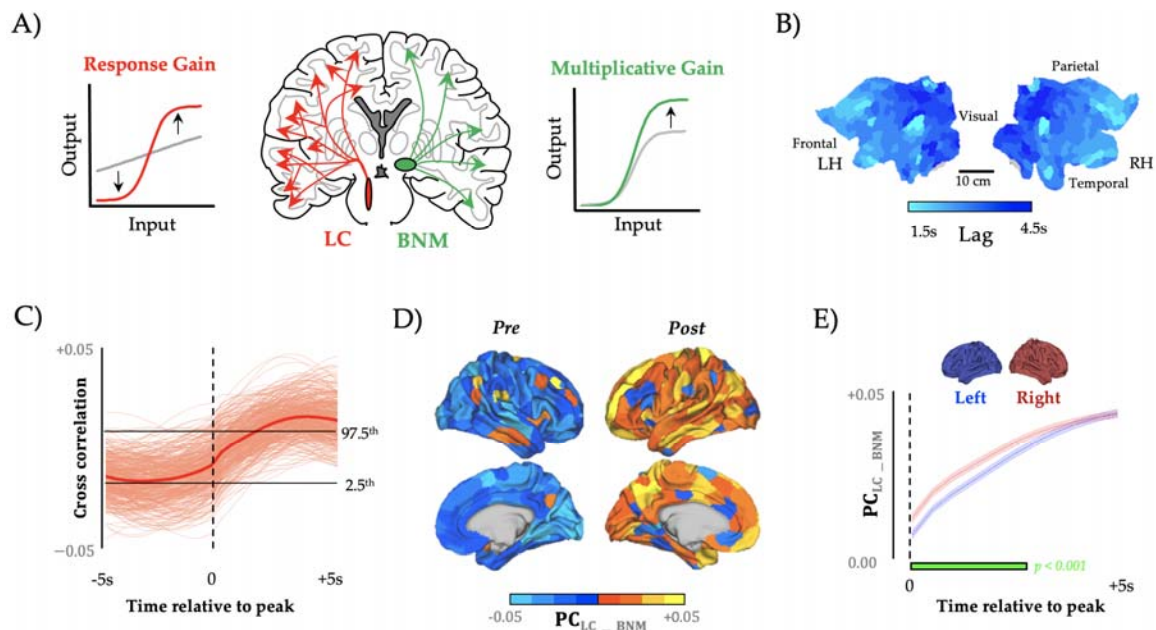 A)
Response Gain
Output
Input
LC
BNM
Multiplicative Gain
Output
Input
B)
Parietal
Visual
Frontal
LH
RH
10 cm
Temporal
1.5s
Lag
4.5s
C)
+0.05
Cross correlation
97.5th
2.5th
−0.05
-5s
0
+5s
Time relative to peak
D)
Pre
Post
-0.05
+0.05
PC_LC_BNM
E)
Left
Right
+0.05
PC_LC_BNM
0.00
p < 0.001
0
+5s
Time relative to peak